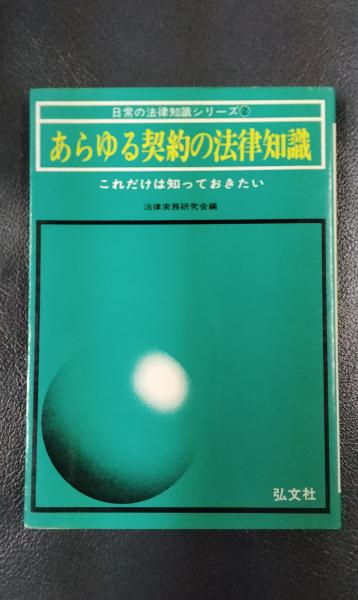 日常の法律知識シリーズ②
あらゆる契約の法律知識
これだけは知っておきたい
法律実務研究会編
弘文社